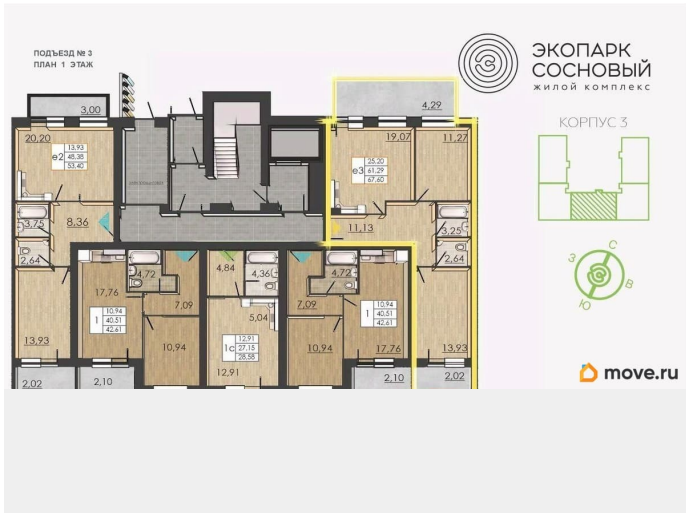 ПОДЪЕЗД № 3
ПЛАН 1 ЭТАЖ
ЭКОПАРК
СОСНОВЫЙ
ЖИЛОЙ КОМПЛЕКС
КОРПУС 3
3,00
4,29
20,20
13,93
е2 48,38
53,40
19,07
11,27
25,20
е3 61,29
67,60
3,75
8,36
2,64
11,13
3,25
2,64
4,72
17,76
7,09
10,94
1 40,51
42,61
4,84
4,36
5,04
7,09
4,72
10,94
1 40,51
42,61
13,93
10,94
12,91
1с 27,15
28,58
12,91
10,94
17,76
13,93
2,02
2,10
2,10
2,02
С
З
В
Ю
move.ru